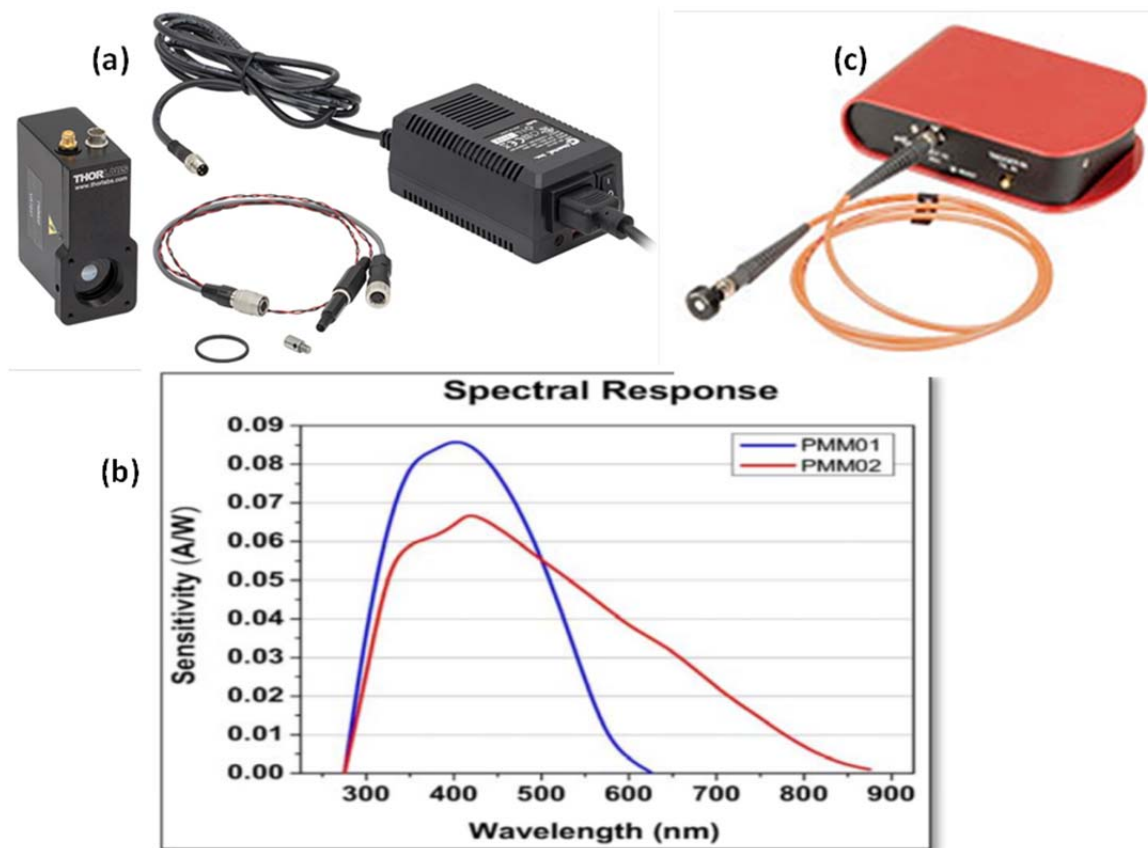 (a)
(c)
THORLABS
www.thorlabs.com
Spectral Response
(b)
PMM01
PMM02
0.09
0.08
0.07
0.06
0.05
0.04
0.03
0.02
0.01
0.00
Sensitivity (A/W)
300 400 500 600 700 800 900
Wavelength (nm)